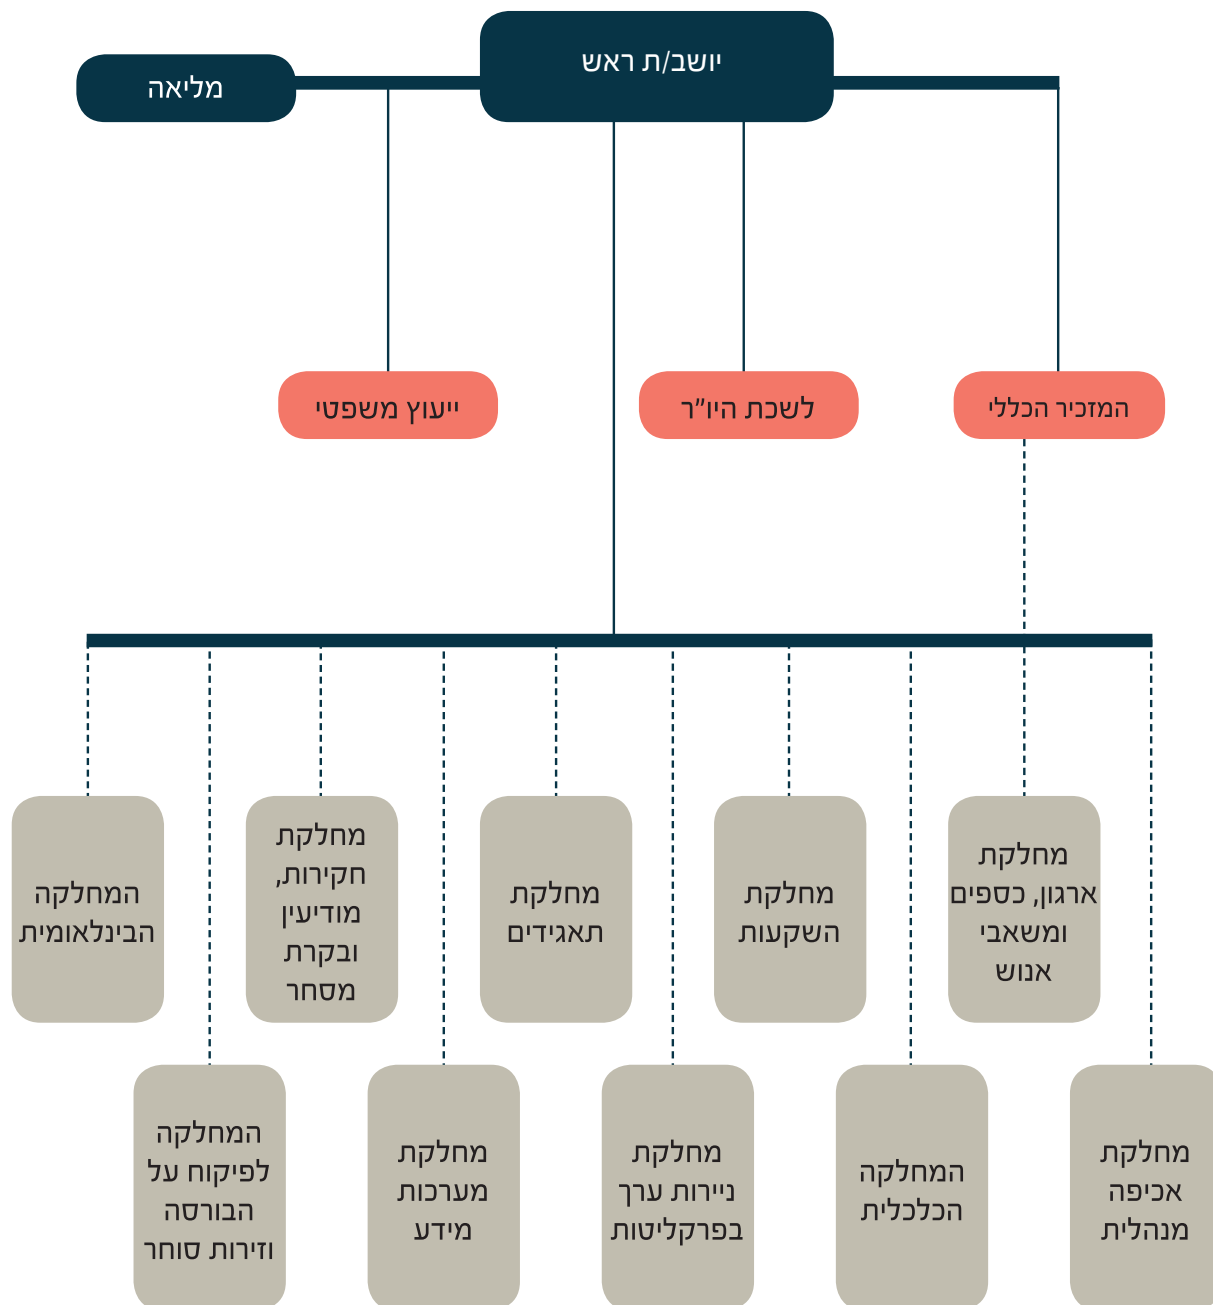 יושב/ת ראש
מליאה
המזכיר הכללי
לשכת היו"ר
ייעוץ משפטי
מחלקת
ארגון, כספים
ומשאבי
אנוש
מחלקת
השקעות
מחלקת
תאגידים
מחלקת
חקירות,
מודיעין
ובקרת
מסחר
המחלקה
הבינלאומית
מחלקת
אכיפה
מנהלית
המחלקה
הכלכלית
מחלקת
ניירות ערך
בפרקליטות
מחלקת
מערכות
מידע
המחלקה
לפיקוח על
הבורסה
וזירות סוחר